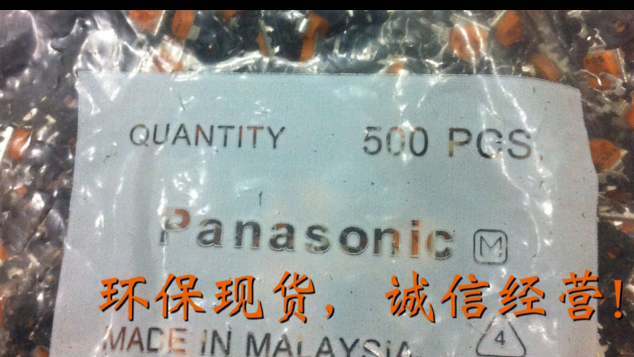 QUANTITY 500 PCS.
Panasonic M
环保现货，诚信经营!
MADE IN MALAYSIA 4